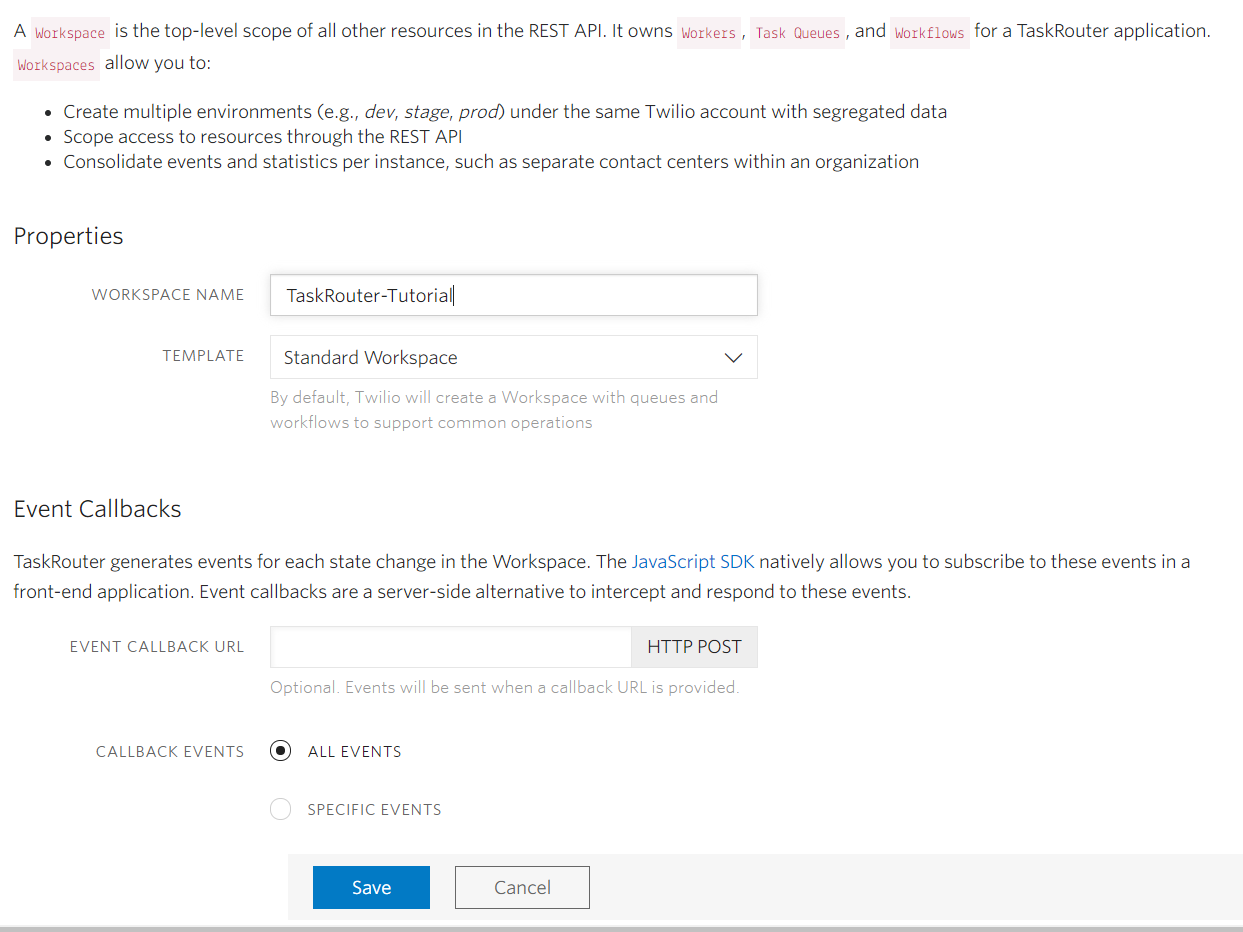 A Workspace is the top-level scope of all other resources in the REST API. It owns Workers, Task Queues, and Workflows for a TaskRouter application.
Workspaces allow you to:
• Create multiple environments (e.g., dev, stage, prod) under the same Twilio account with segregated data
• Scope access to resources through the REST API
• Consolidate events and statistics per instance, such as separate contact centers within an organization
Properties
WORKSPACE NAME TaskRouter-Tutorial
TEMPLATE Standard Workspace
By default, Twilio will create a Workspace with queues and
workflows to support common operations
Event Callbacks
TaskRouter generates events for each state change in the Workspace. The JavaScript SDK natively allows you to subscribe to these events in a
front-end application. Event callbacks are a server-side alternative to intercept and respond to these events.
EVENT CALLBACK URL HTTP POST
Optional. Events will be sent when a callback URL is provided.
CALLBACK EVENTS ALL EVENTS
SPECIFIC EVENTS
Save Cancel